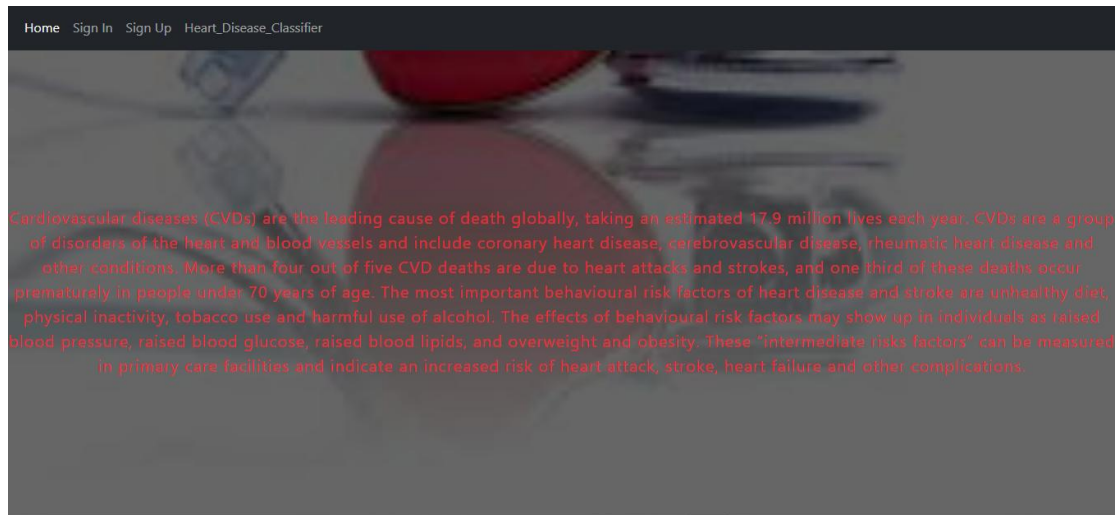 Home Sign In Sign Up Heart_Disease_Classifier
Cardiovascular diseases (CVDs) are the leading cause of death globally, taking an estimated 17.9 million lives each year. CVDs are a group
of disorders of the heart and blood vessels and include coronary heart disease, cerebrovascular disease, rheumatic heart disease and
other conditions. More than four out of five CVD deaths are due to heart attacks and strokes, and one third of these deaths occur
prematurely in people under 70 years of age. The most important behavioural risk factors of heart disease and stroke are unhealthy diet,
physical inactivity, tobacco use and harmful use of alcohol. The effects of behavioural risk factors may show up in individuals as raised
blood pressure, raised blood glucose, raised blood lipids, and overweight and obesity. These "intermediate risks factors" can be measured
in primary care facilities and indicate an increased risk of heart attack, stroke, heart failure and other complications.